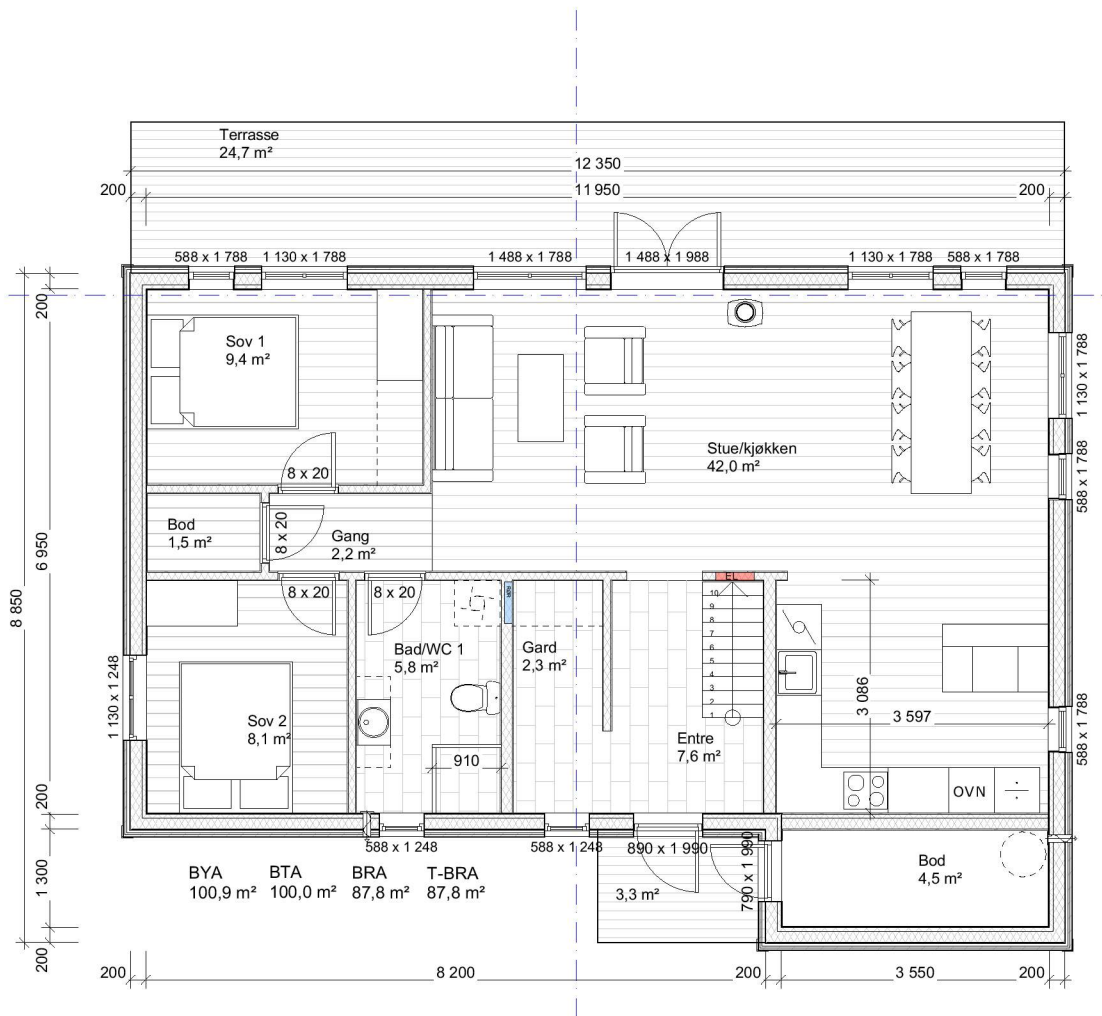 Terrasse
24,7 m²
12 350
200
11 950
200
588 x 1 788
1 130 x 1 788
1 488 x 1 788
1 488 x 1 988
1 130 x 1 788
588 x 1 788
200
6 950
8 850
200
1 300
200
Sov 1
9,4 m²
Stue/kjøkken
42,0 m²
1 130 x 1 788
588 x 1 788
588 x 1 788
8 x 20
Bod
1,5 m²
8 x 20
Gang
2,2 m²
8 x 20
8 x 20
EL
RØR
10
9
8
7
6
5
4
3
2
1
Bad/WC 1
5,8 m²
Gard
2,3 m²
1 130 x 1 248
3 086
3 597
Sov 2
8,1 m²
Entre
7,6 m²
910
OVN
588 x 1 248
588 x 1 248
890 x 1 990
790 x 1 990
Bod
4,5 m²
3,3 m²
BYA
100,9 m²
BTA
100,0 m²
BRA
87,8 m²
T-BRA
87,8 m²
200
8 200
200
3 550
200